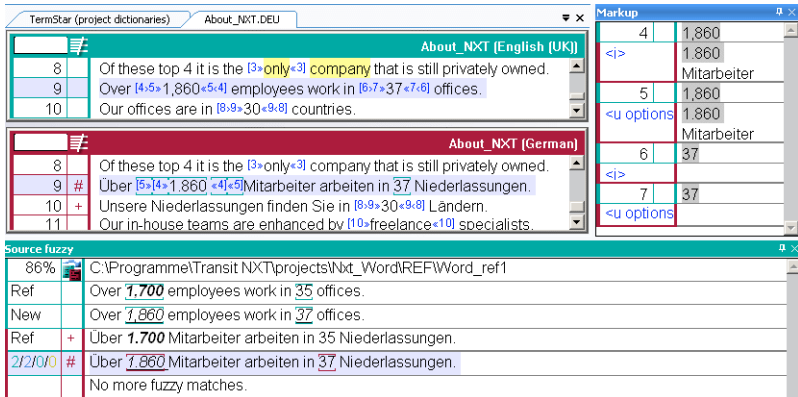 TermStar (project dictionaries) About_NXT.DEU
About_NXT (English (UK))
8 Of these top 4 it is the [3»only«3] company that is still privately owned.
9 Over [4›5»1,860«5‹4] employees work in [6›7»37«7‹6] offices.
10 Our offices are in [8›9»30«9‹8] countries.
About_NXT (German)
8 Of these top 4 it is the [3»only«3] company that is still privately owned.
9 # Über [5»[4»1.860 «4]«5]Mitarbeiter arbeiten in 37 Niederlassungen.
10 + Unsere Niederlassungen finden Sie in [8›9»30«9‹8] Ländern.
11 Our in-house teams are enhanced by [10»freelance«10] specialists.
Markup
4 1,860
<i> 1.860
Mitarbeiter
5 1,860
<u options 1.860
Mitarbeiter
6 37
<i>
7 37
<u options
Source fuzzy
86% C:\Programme\Transit NXT\projects\Nxt_Word\REF\Word_ref1
Ref Over 1,700 employees work in 35 offices.
New Over 1,860 employees work in 37 offices.
Ref + Über 1.700 Mitarbeiter arbeiten in 35 Niederlassungen.
2/2/0/0 # Über 1.860 Mitarbeiter arbeiten in 37 Niederlassungen.
No more fuzzy matches.